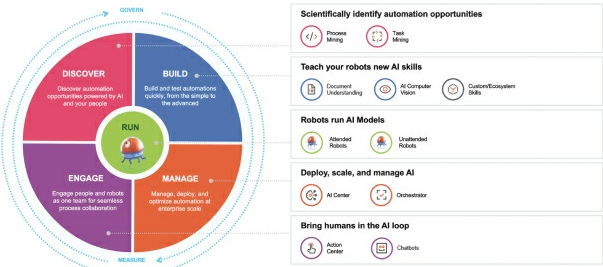 GOVERN
DISCOVER
Discover automation
opportunities powered by AI
and your people
BUILD
Build and test automations
quickly, from the simple to
the advanced
RUN
ENGAGE
Engage people and robots
as one team for seamless
process collaboration
MANAGE
Manage, deploy, and
optimize automation at
enterprise scale
MEASURE
Scientifically identify automation opportunities
Process
Mining
Task
Mining
Teach your robots new AI skills
Document
Understanding
AI Computer
Vision
Custom/Ecosystem
Skills
Robots run AI Models
Attended
Robots
Unattended
Robots
Deploy, scale, and manage AI
AI Center
Orchestrator
Bring humans in the AI loop
Action
Center
Chatbots